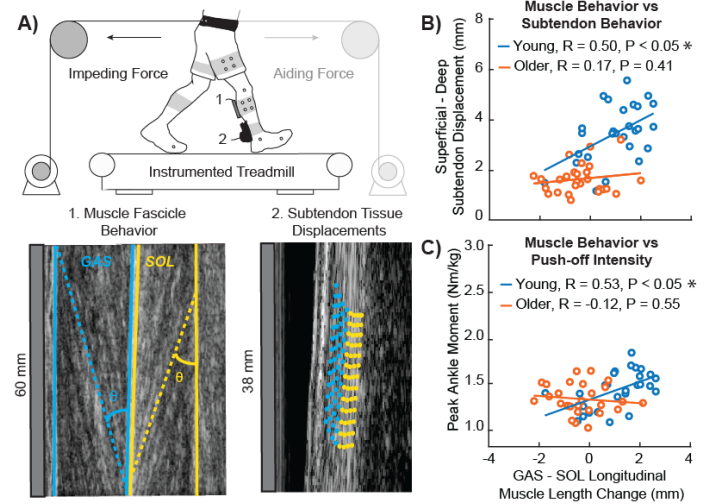 A)
Impeding Force
Aiding Force
1
2
Instrumented Treadmill
1. Muscle Fascicle
Behavior
2. Subtendon Tissue
Displacements
60 mm
GAS
SOL
θ
θ
38 mm
B)
Muscle Behavior vs
Subtendon Behavior
Young, R = 0.50, P < 0.05 *
Older, R = 0.17, P = 0.41
Superficial - Deep
Subtendon Displacement (mm)
8
6
4
2
0
C)
Muscle Behavior vs
Push-off Intensity
Young, R = 0.53, P < 0.05 *
Older, R = -0.12, P = 0.55
Peak Ankle Moment (Nm/kg)
3.0
2.5
2.0
1.5
1.0
-4 -2 0 2 4
GAS - SOL Longitudinal
Muscle Length Change (mm)